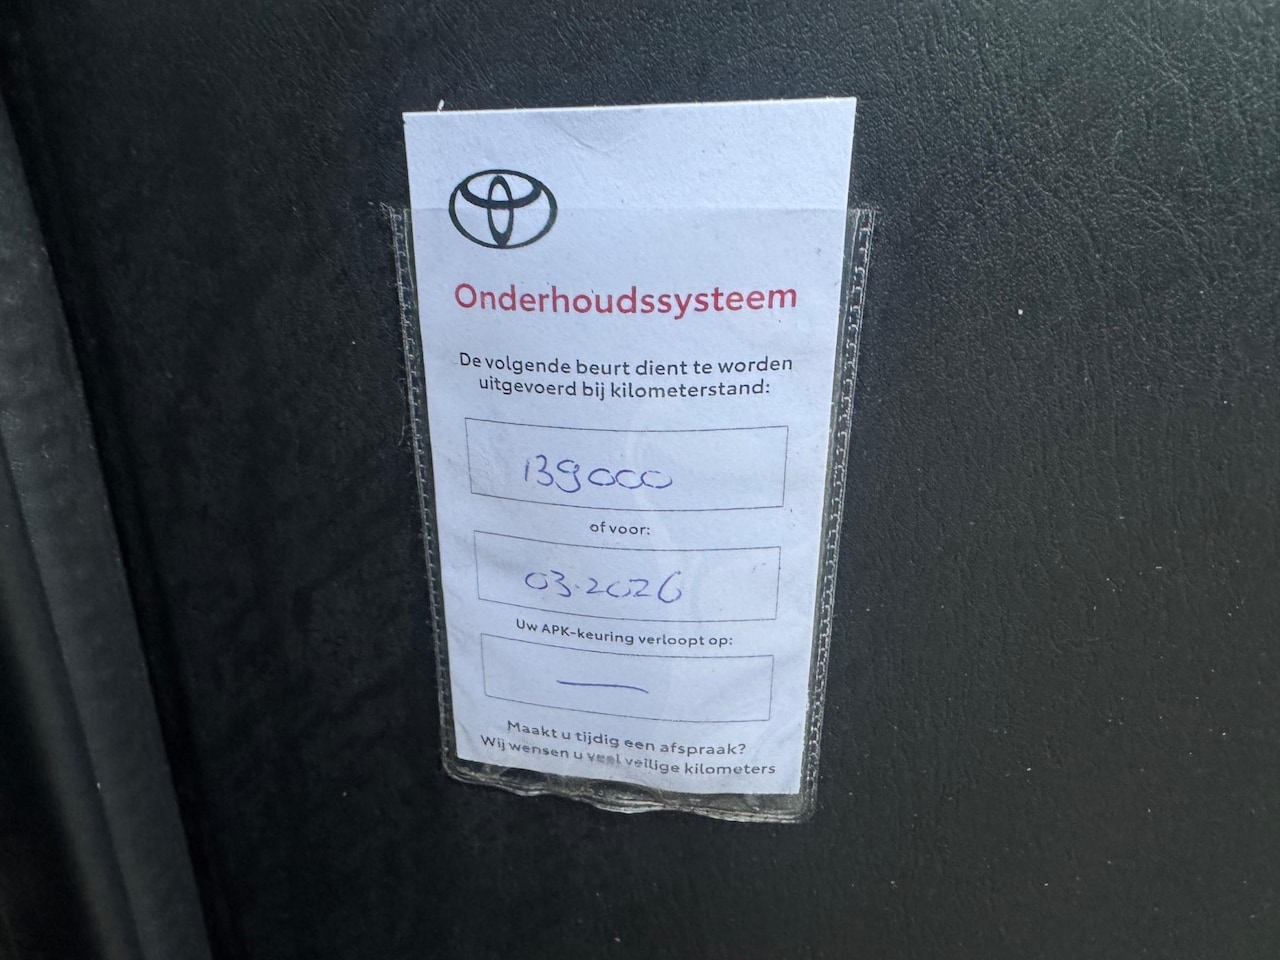 Onderhoudssysteem
De volgende beurt dient te worden
uitgevoerd bij kilometerstand:
139000
of voor:
03.2026
Uw APK-keuring verloopt op:
—
Maakt u tijdig een afspraak?
Wij wensen u veel veilige kilometers